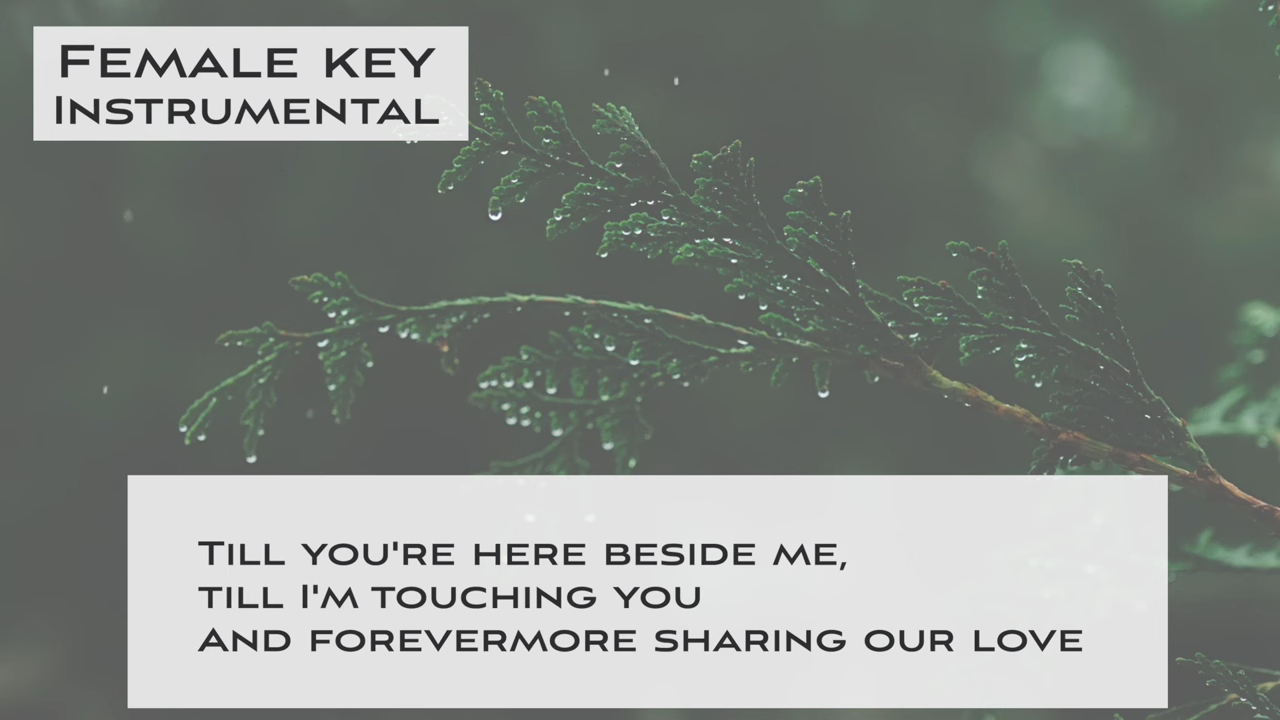 Female key
Instrumental
Till you're here beside me,
till I'm touching you
And forevermore sharing our love